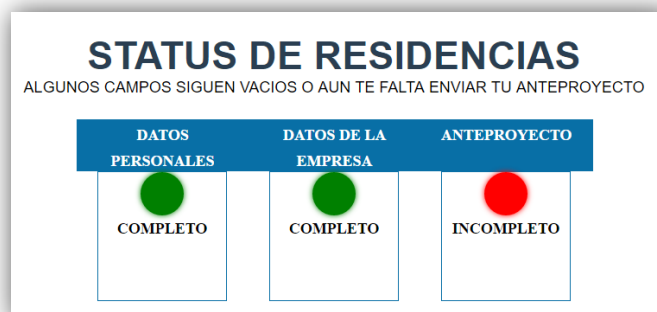 STATUS DE RESIDENCIAS
ALGUNOS CAMPOS SIGUEN VACIOS O AUN TE FALTA ENVIAR TU ANTEPROYECTO
DATOS PERSONALES
DATOS DE LA EMPRESA
ANTEPROYECTO
COMPLETO
COMPLETO
INCOMPLETO